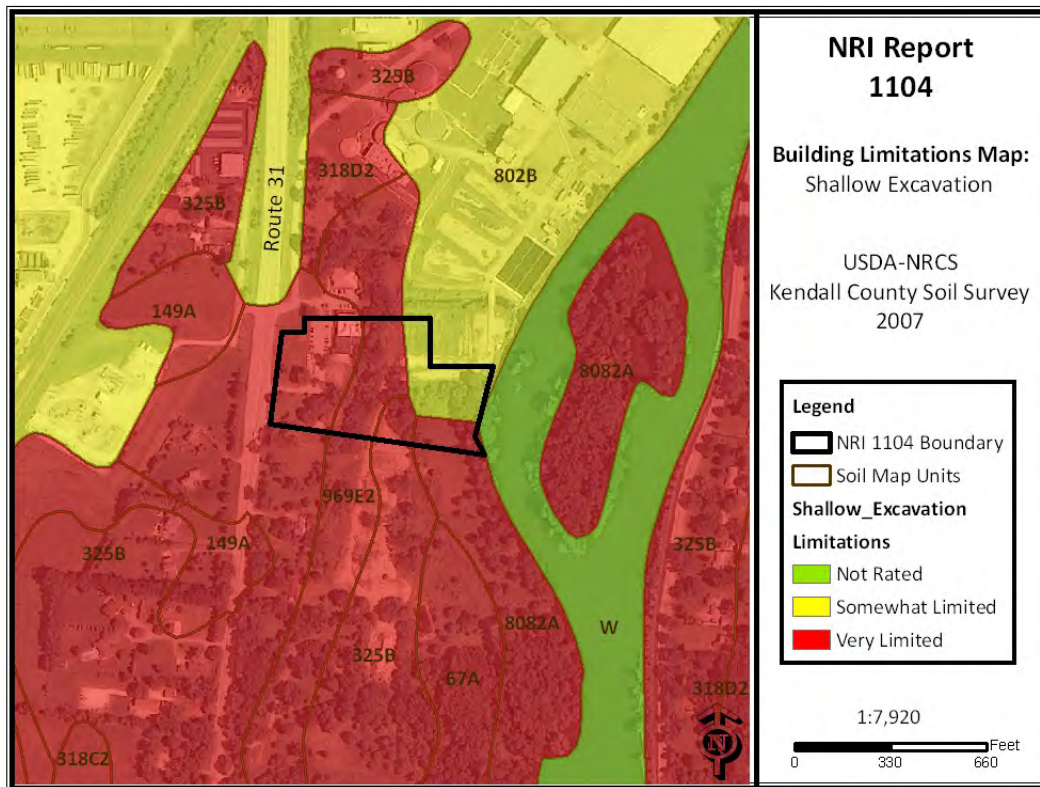 329B
318D2
802B
325B
Route 31
149A
8082A
969E2
149A
325B
325B
8082A
W
325B
67A
318D2
318C2
N
NRI Report
1104
Building Limitations Map:
Shallow Excavation
USDA-NRCS
Kendall County Soil Survey
2007
Legend
NRI 1104 Boundary
Soil Map Units
Shallow_Excavation
Limitations
Not Rated
Somewhat Limited
Very Limited
1:7,920
Feet
0 330 660